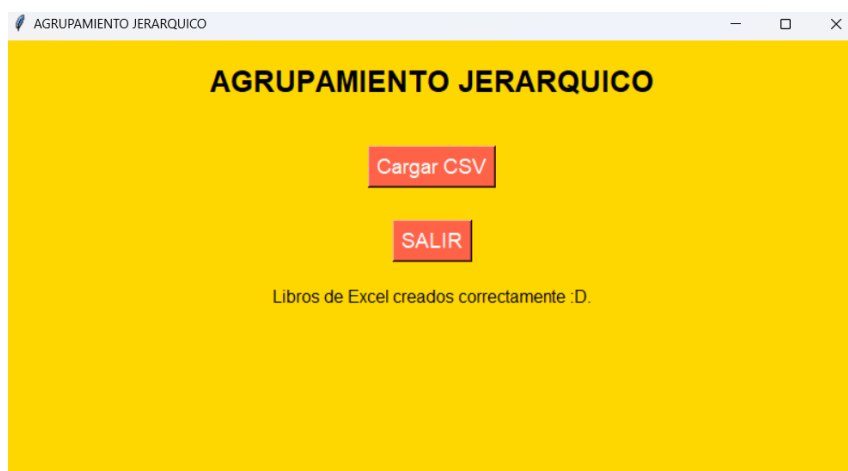 AGRUPAMIENTO JERARQUICO
AGRUPAMIENTO JERARQUICO
Cargar CSV
SALIR
Libros de Excel creados correctamente :D.